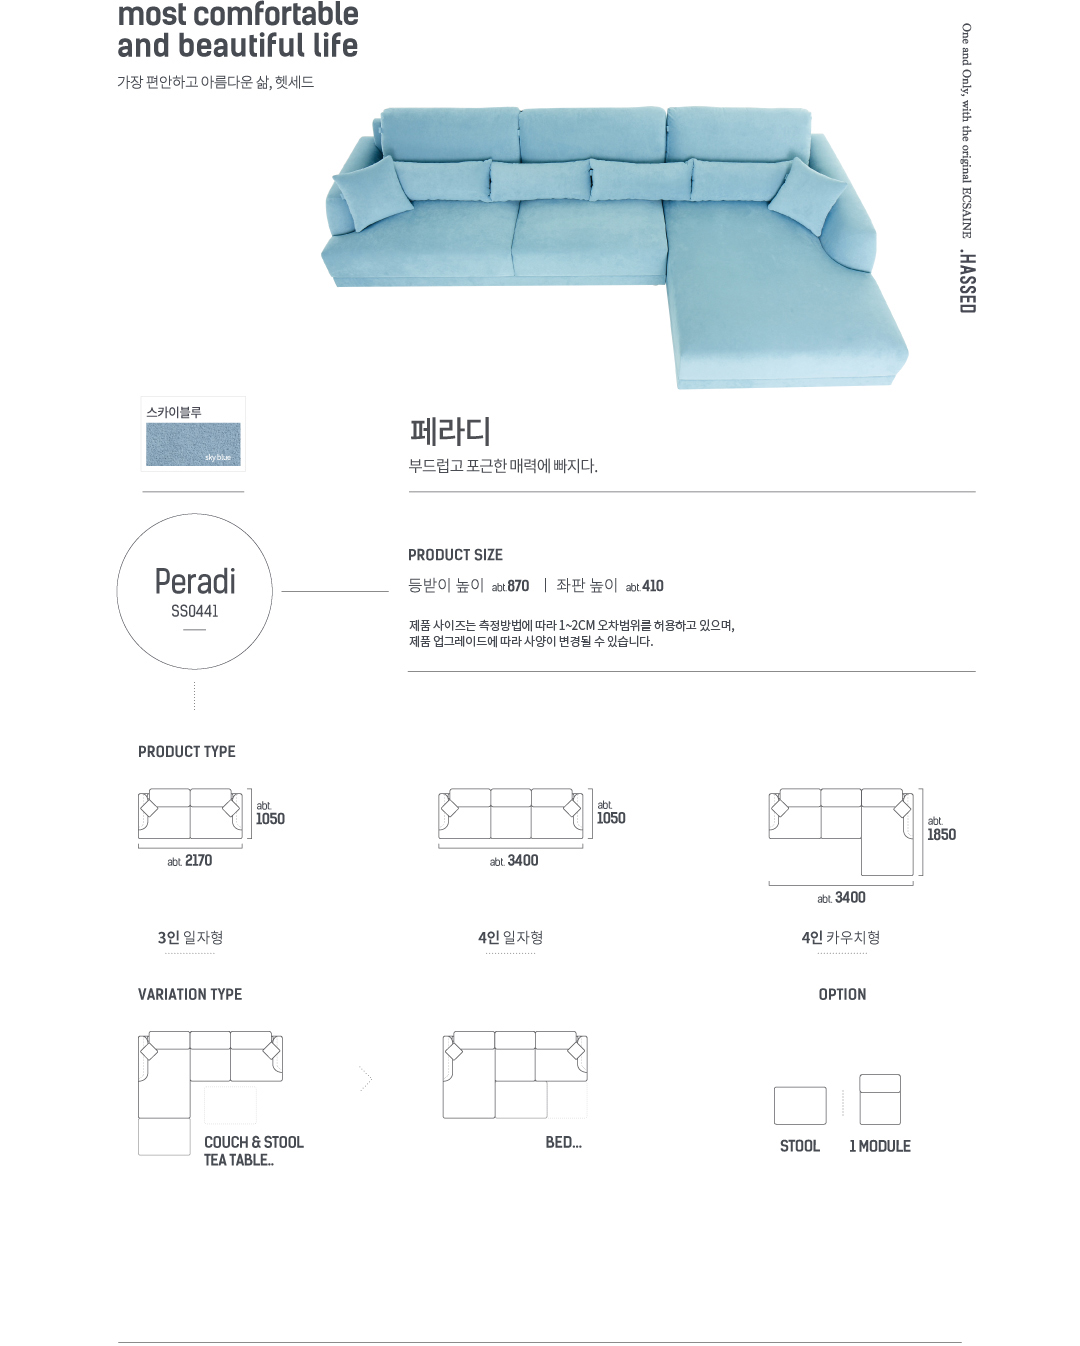 most comfortable
and beautiful life
가장 편안하고 아름다운 삶, 헷세드
One and Only, with the original ECSAINE .HASSED
스카이블루
sky blue
페라디
부드럽고 포근한 매력에 빠지다.
Peradi
SS0441
PRODUCT SIZE
등받이 높이 abt.870 | 좌판 높이 abt.410
제품 사이즈는 측정방법에 따라 1~2CM 오차범위를 허용하고 있으며,
제품 업그레이드에 따라 사양이 변경될 수 있습니다.
PRODUCT TYPE
abt.
1050
abt. 2170
3인 일자형
abt.
1050
abt. 3400
4인 일자형
abt.
1850
abt. 3400
4인 카우치형
VARIATION TYPE
COUCH & STOOL
TEA TABLE..
BED...
OPTION
STOOL
1 MODULE